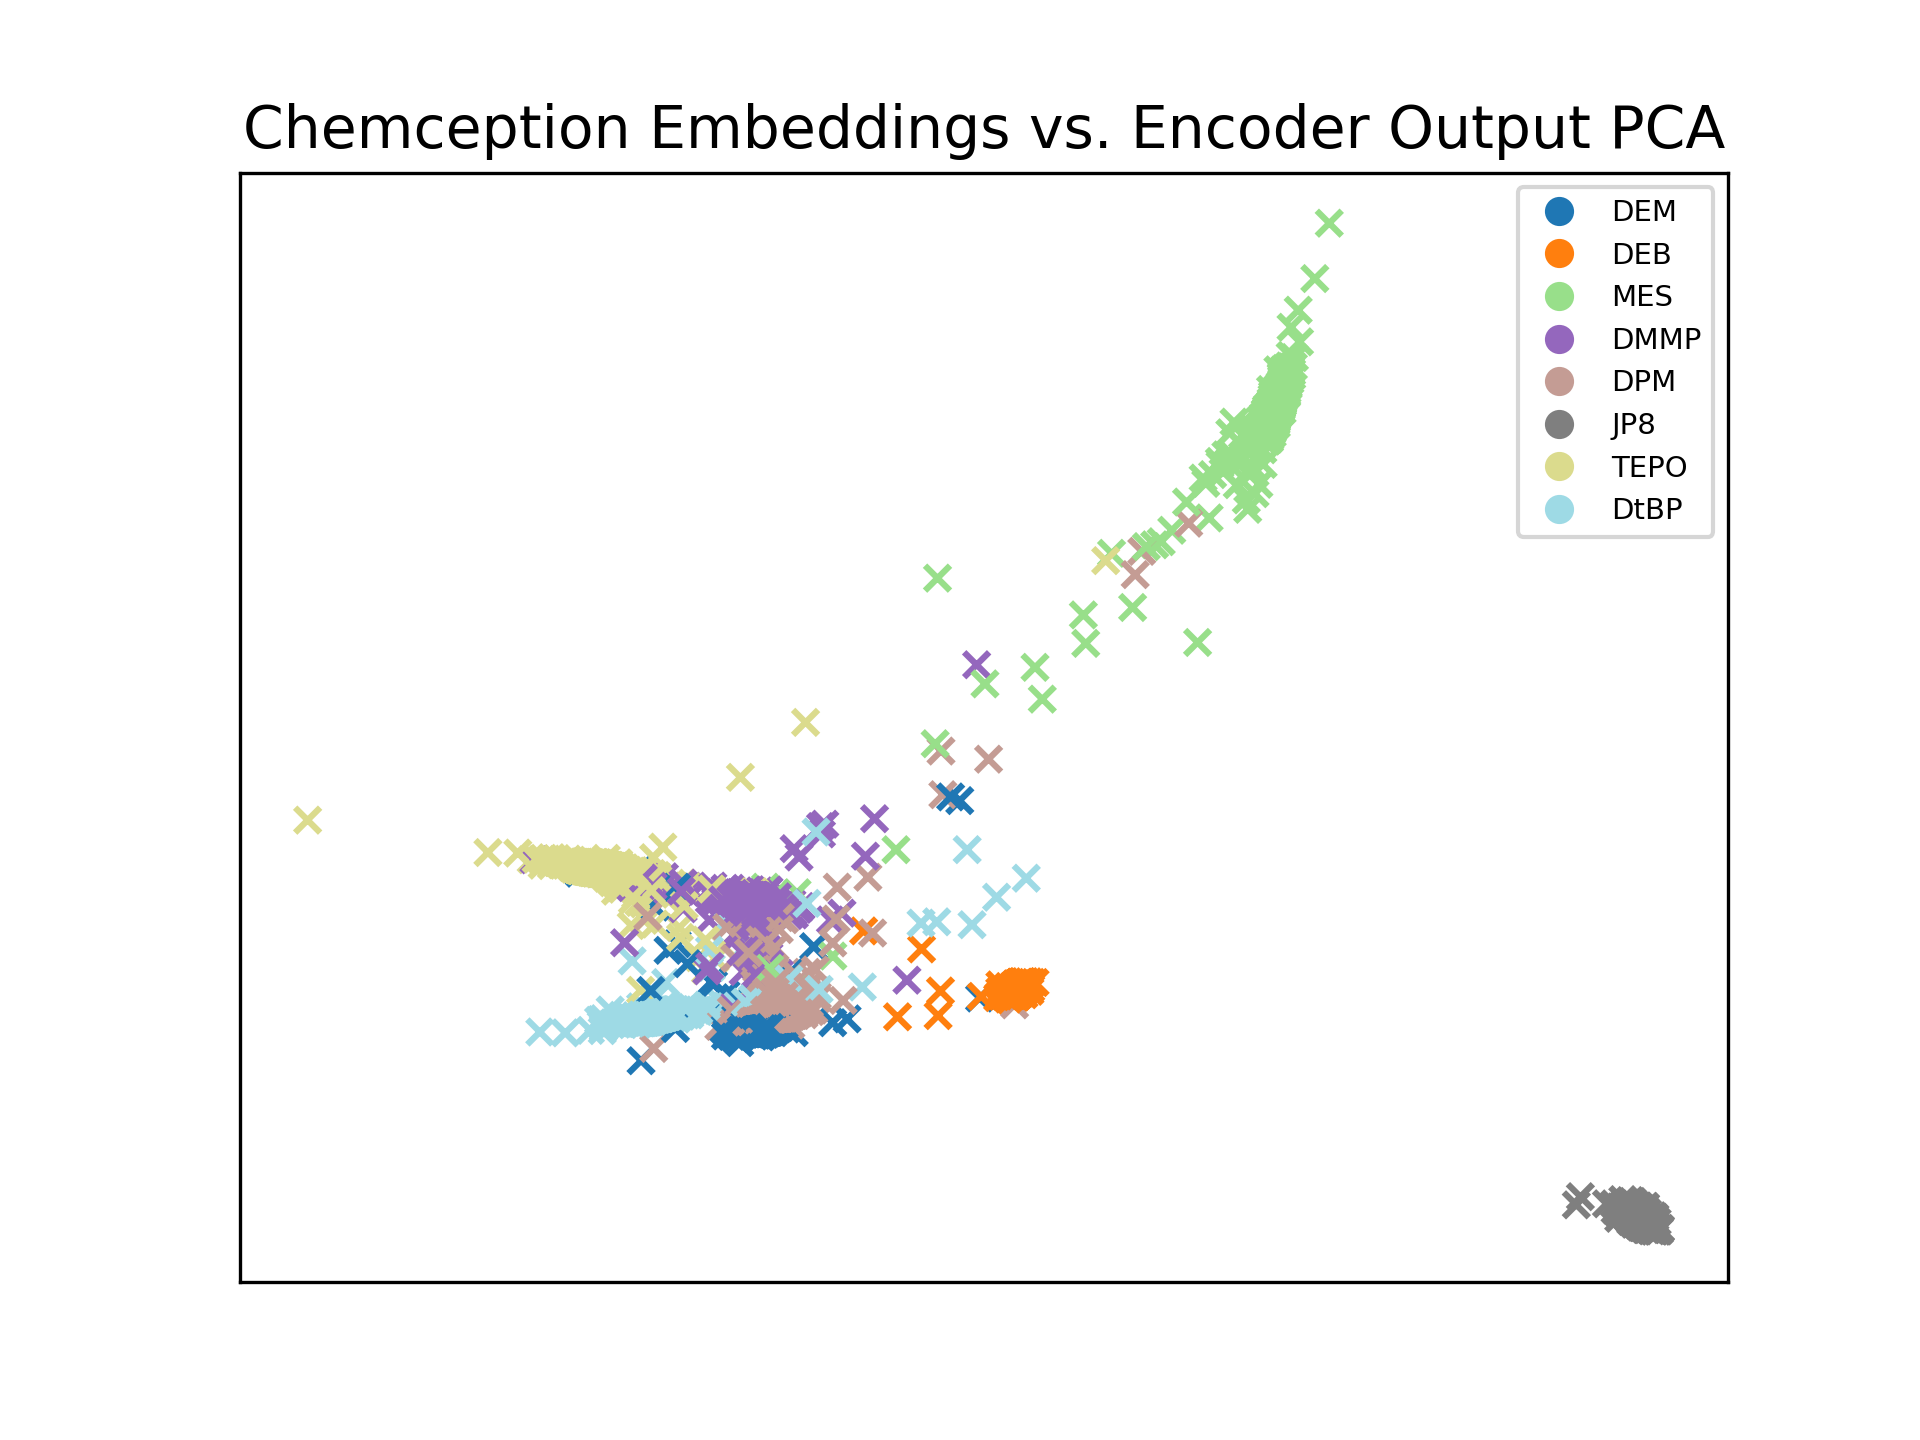 Chemception Embeddings vs. Encoder Output PCA
DEM
DEB
MES
DMMP
DPM
JP8
TEPO
DtBP